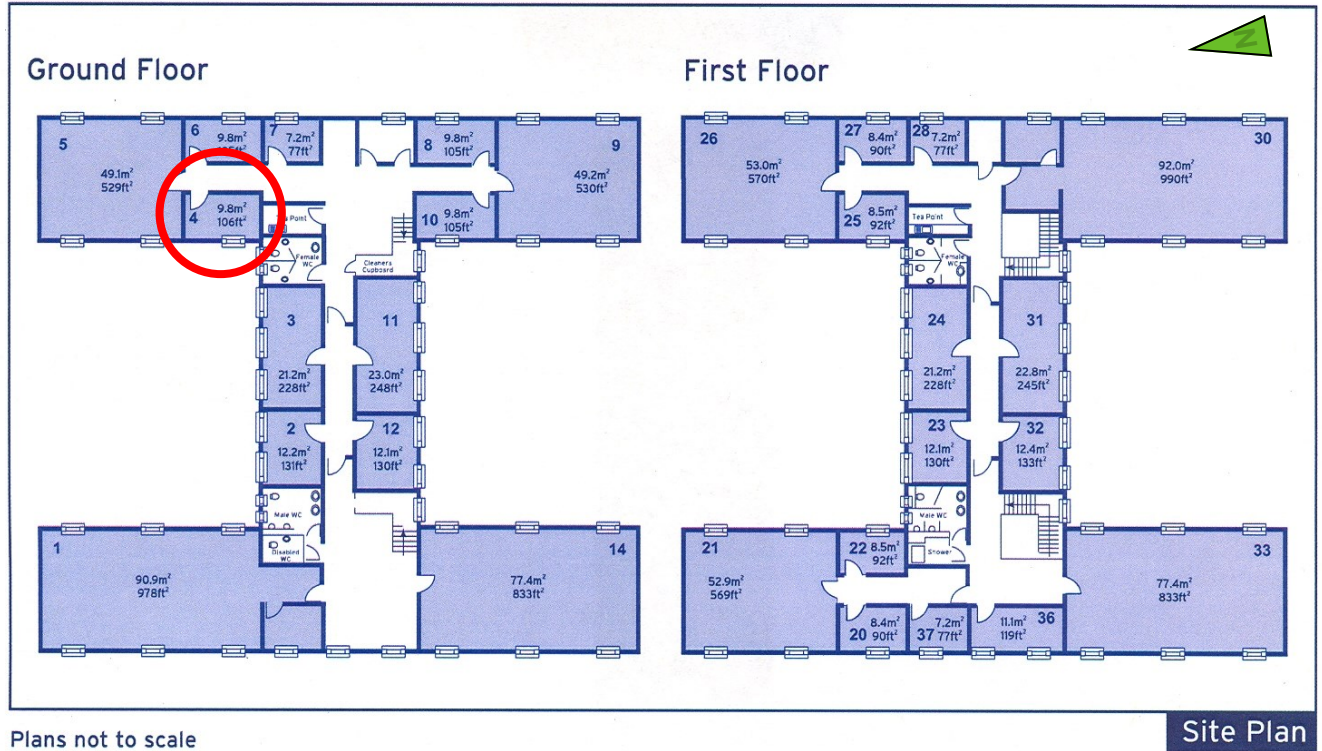 N
Ground Floor
First Floor
5
49.1m²
529ft²
6
9.8m²
7
7.2m²
77ft²
8
9.8m²
105ft²
9
49.2m²
530ft²
4
9.8m²
106ft²
Tea Point
10
9.8m²
105ft²
Female
WC
Cleaners
Cupboard
3
21.2m²
228ft²
11
23.0m²
248ft²
2
12.2m²
131ft²
12
12.1m²
130ft²
Male WC
Disabled
WC
1
90.9m²
978ft²
14
77.4m²
833ft²
26
53.0m²
570ft²
27
8.4m²
90ft²
28
7.2m²
77ft²
30
92.0m²
990ft²
25
8.5m²
92ft²
Tea Point
Female
WC
24
21.2m²
228ft²
31
22.8m²
245ft²
23
12.1m²
130ft²
32
12.4m²
133ft²
Male WC
Shower
21
52.9m²
569ft²
22
8.5m²
92ft²
33
77.4m²
833ft²
20
8.4m²
90ft²
37
7.2m²
77ft²
11.1m²
119ft²
36
Plans not to scale
Site Plan